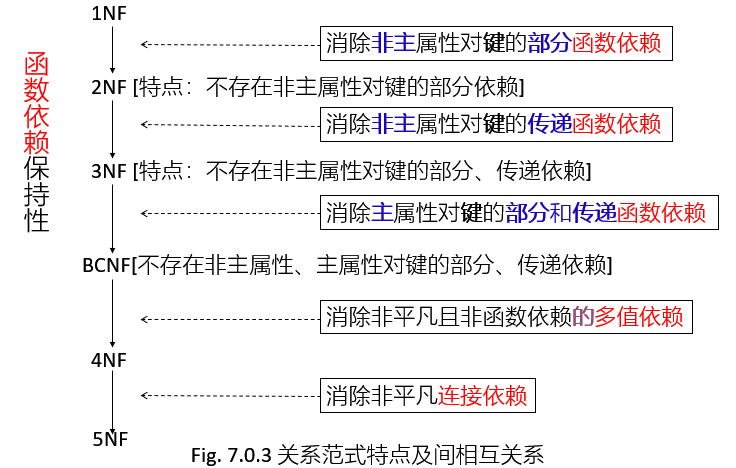 1NF
消除非主属性对键的部分函数依赖
2NF [特点：不存在非主属性对键的部分依赖]
消除非主属性对键的传递函数依赖
3NF [特点：不存在非主属性对键的部分、传递依赖]
消除主属性对键的部分和传递函数依赖
BCNF[不存在非主属性、主属性对键的部分、传递依赖]
消除非平凡且非函数依赖的多值依赖
4NF
消除非平凡连接依赖
5NF
函数依赖保持性
Fig. 7.0.3 关系范式特点及间相互关系